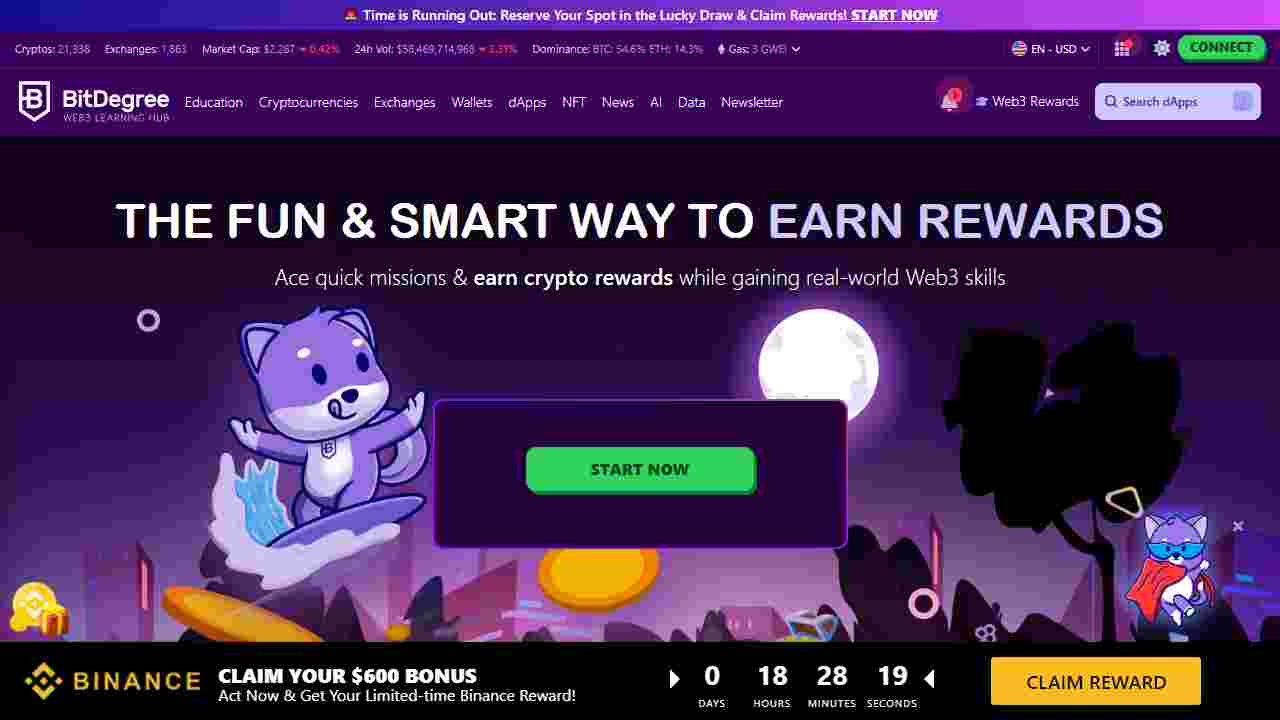 Time is Running Out: Reserve Your Spot in the Lucky Draw & Claim Rewards! START NOW
Cryptos: 21,338 Exchanges: 1,863 Market Cap: $2,287 0.42% 24h Vol: $58,469,714,968 3.31% Dominance: BTC: 54.6% ETH: 14.3% Gas: 3 GWEI EN - USD CONNECT
BitDegree
WEB3 LEARNING HUB
Education Cryptocurrencies Exchanges Wallets dApps NFT News AI Data Newsletter Web3 Rewards Search dApps
THE FUN & SMART WAY TO EARN REWARDS
Ace quick missions & earn crypto rewards while gaining real-world Web3 skills
START NOW
BINANCE
CLAIM YOUR $600 BONUS
Act Now & Get Your Limited-time Binance Reward!
0 18 28 19
DAYS HOURS MINUTES SECONDS
CLAIM REWARD